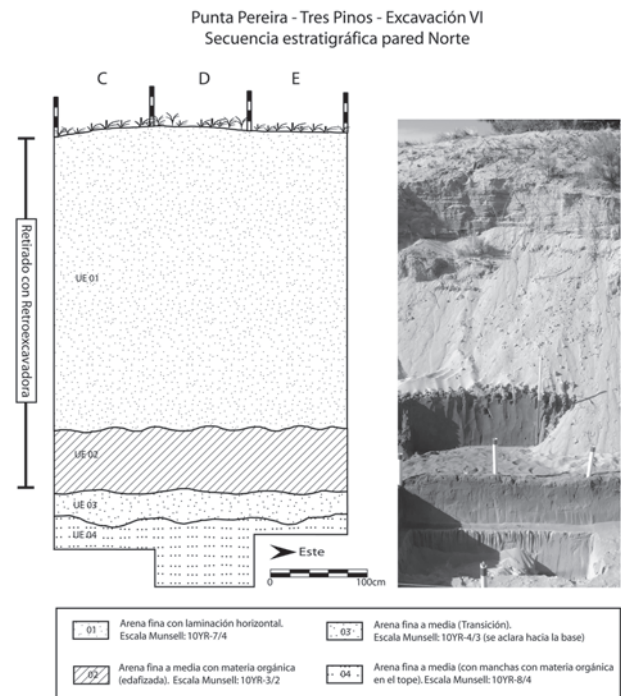 Punta Pereira - Tres Pinos - Excavación VI
Secuencia estratigráfica pared Norte
C D E
Retirado con Retroexcavadora
UE 01
UE 02
UE 03
UE 04
Este
100cm
01 Arena fina con laminación horizontal.
Escala Munsell: 10YR-7/4
02 Arena fina a media con materia orgánica
(edafizada). Escala Munsell: 10YR-3/2
03 Arena fina a media (Transición).
Escala Munsell: 10YR-4/3 (se aclara hacia la base)
04 Arena fina a media (con manchas con materia orgánica
en el tope). Escala Munsell: 10YR-8/4